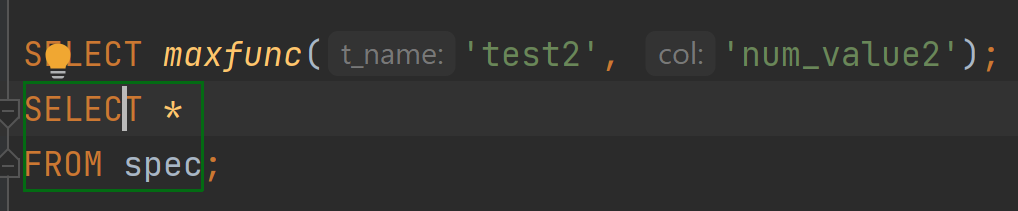 SELECT maxfunc( t_name: 'test2', col: 'num_value2');
SELECT *
FROM spec;